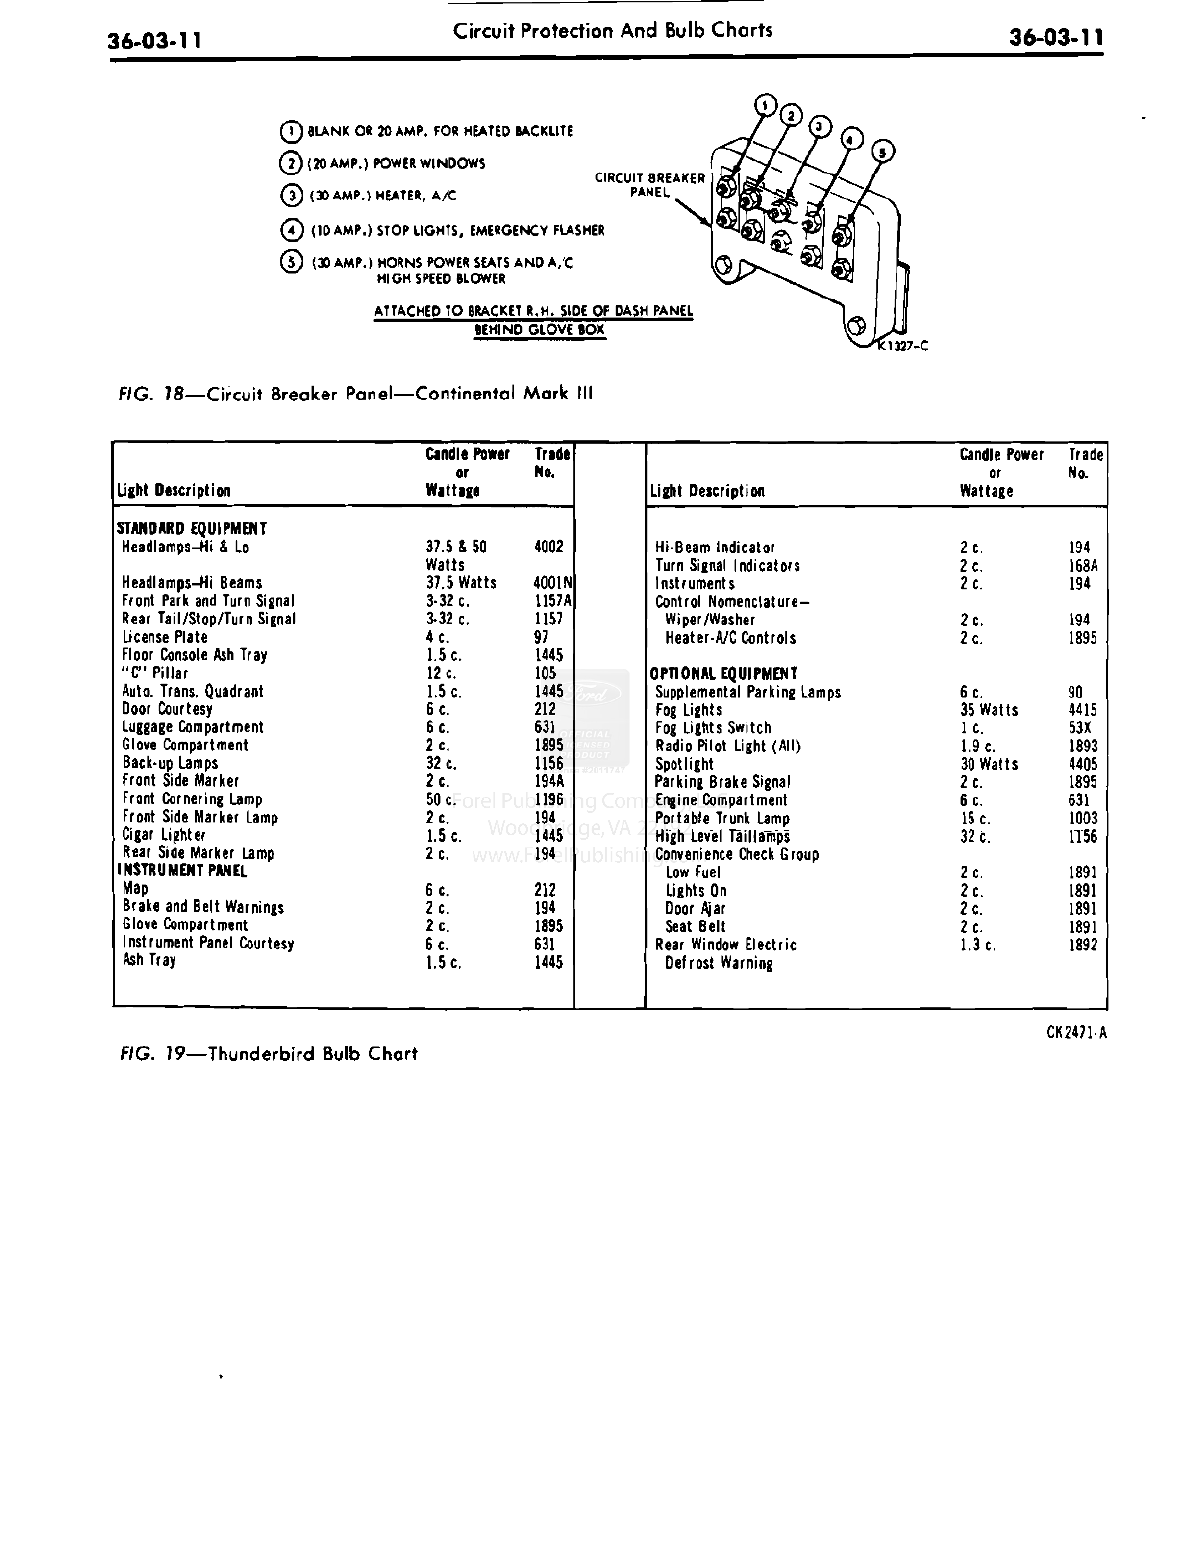 36-03-11 Circuit Protection And Bulb Charts 36-03-11
1 BLANK OR 20 AMP. FOR HEATED BACKLITE
2 (20 AMP.) POWER WINDOWS
3 (30 AMP.) HEATER, A/C
4 (10 AMP.) STOP LIGHTS, EMERGENCY FLASHER
5 (30 AMP.) HORNS POWER SEATS AND A/C
HIGH SPEED BLOWER
ATTACHED TO BRACKET R.H. SIDE OF DASH PANEL
BEHIND GLOVE BOX
CIRCUIT BREAKER
PANEL
1
2
3
4
5
K1327-C
FIG. 18—Circuit Breaker Panel—Continental Mark III
Candle Power Trade
or No.
Light Description Wattage
STANDARD EQUIPMENT
Headlamps—Hi & Lo 37.5 & 50 4002
Watts
Headlamps—Hi Beams 37.5 Watts 4001N
Front Park and Turn Signal 3-32 c. 1157A
Rear Tail/Stop/Turn Signal 3-32 c. 1157
License Plate 4 c. 97
Floor Console Ash Tray 1.5 c. 1445
"C" Pillar 12 c. 105
Auto. Trans. Quadrant 1.5 c. 1445
Door Courtesy 6 c. 212
Luggage Compartment 6 c. 631
Glove Compartment 2 c. 1895
Back-up Lamps 32 c. 1156
Front Side Marker 2 c. 194A
Front Cornering Lamp 50 c. 1196
Front Side Marker Lamp 2 c. 194
Cigar Lighter 1.5 c. 1445
Rear Side Marker Lamp 2 c. 194
INSTRUMENT PANEL
Map 6 c. 212
Brake and Belt Warnings 2 c. 194
Glove Compartment 2 c. 1895
Instrument Panel Courtesy 6 c. 631
Ash Tray 1.5 c. 1445
Candle Power Trade
or No.
Light Description Wattage
Hi-Beam Indicator 2 c. 194
Turn Signal Indicators 2 c. 168A
Instruments 2 c. 194
Control Nomenclature—
Wiper/Washer 2 c. 194
Heater-A/C Controls 2 c. 1895
OPTIONAL EQUIPMENT
Supplemental Parking Lamps 6 c. 90
Fog Lights 35 Watts 4415
Fog Lights Switch 1 c. 53X
Radio Pilot Light (All) 1.9 c. 1893
Spotlight 30 Watts 4405
Parking Brake Signal 2 c. 1895
Engine Compartment 6 c. 631
Portable Trunk Lamp 15 c. 1003
High Level Taillamps 32 c. 1156
Convenience Check Group
Low Fuel 2 c. 1891
Lights On 2 c. 1891
Door Ajar 2 c. 1891
Seat Belt 2 c. 1891
Rear Window Electric 1.3 c. 1892
Defrost Warning
Ford
OFFICIAL
LICENSED
PRODUCT
Forel Publishing Company,
Woodbridge, VA
www.ForelPublishing
CK2471-A
FIG. 19—Thunderbird Bulb Chart